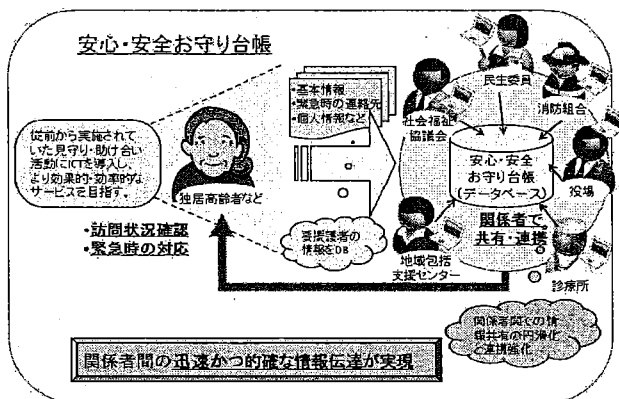 安心・安全お守り台帳
従前から実施されて
いた見守り・助け合い
活動にICTを導入し、
より効果的・効率的な
サービスを目指す。
独居高齢者など
・基本情報
・緊急時の連絡先
・個人情報など
・訪問状況確認
・緊急時の対応
要援護者の
情報をDB
民生委員
社会福祉
協議会
消防組合
安心・安全
お守り台帳
(データベース)
役場
関係者で
共有・連携
地域包括
支援センター
診療所
関係者間での情
報共有の円滑化
と連携強化
関係者間の迅速かつ的確な情報伝達が実現